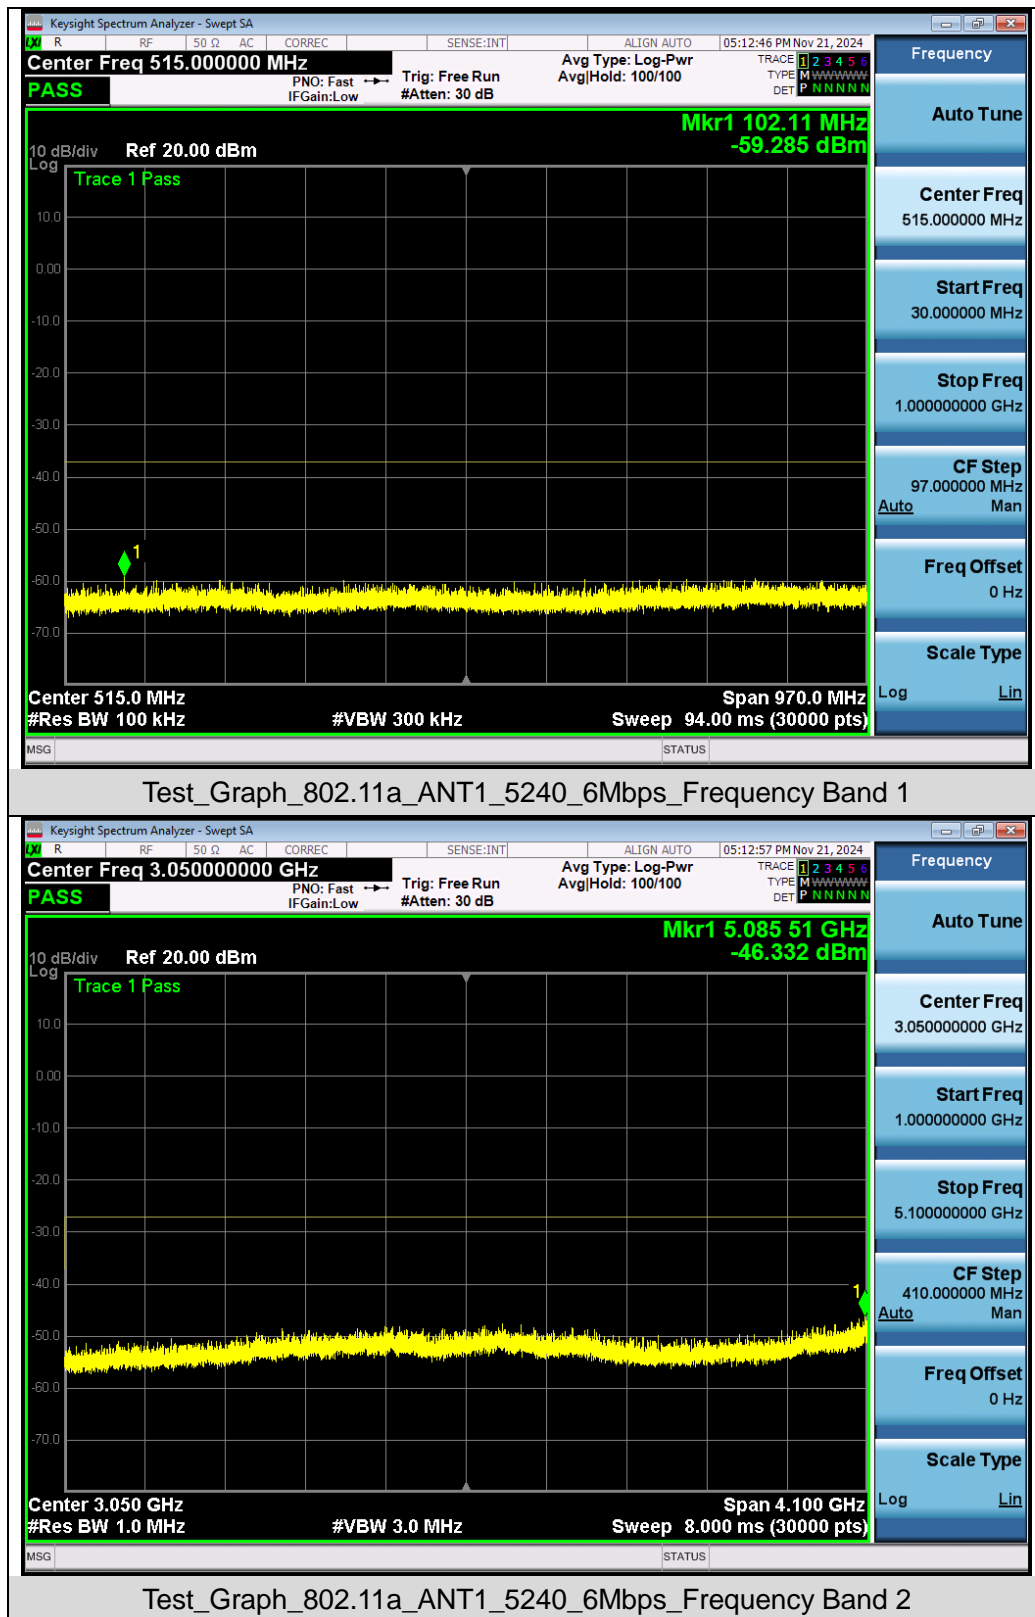 Keysight Spectrum Analyzer - Swept SA
LXI R RF 50 Ω AC CORREC SENSE:INT ALIGN AUTO 05:12:46 PM Nov 21, 2024
Center Freq 515.000000 MHz
PASS
PNO: Fast
IFGain:Low
Trig: Free Run
#Atten: 30 dB
Avg Type: Log-Pwr
Avg|Hold: 100/100
TRACE 1 2 3 4 5 6
TYPE M WWWWW
DET P N N N N N
Mkr1 102.11 MHz
-59.285 dBm
10 dB/div Ref 20.00 dBm
Log
Trace 1 Pass
10.0
0.00
-10.0
-20.0
-30.0
-40.0
-50.0
-60.0
-70.0
1
Center 515.0 MHz Span 970.0 MHz
#Res BW 100 kHz #VBW 300 kHz Sweep 94.00 ms (30000 pts)
MSG STATUS
Frequency
Auto Tune
Center Freq
515.000000 MHz
Start Freq
30.000000 MHz
Stop Freq
1.000000000 GHz
CF Step
97.000000 MHz
Auto Man
Freq Offset
0 Hz
Scale Type
Log Lin
Test_Graph_802.11a_ANT1_5240_6Mbps_Frequency Band 1
Keysight Spectrum Analyzer - Swept SA
LXI R RF 50 Ω AC CORREC SENSE:INT ALIGN AUTO 05:12:57 PM Nov 21, 2024
Center Freq 3.050000000 GHz
PASS
PNO: Fast
IFGain:Low
Trig: Free Run
#Atten: 30 dB
Avg Type: Log-Pwr
Avg|Hold: 100/100
TRACE 1 2 3 4 5 6
TYPE M WWWWW
DET P N N N N N
Mkr1 5.085 51 GHz
-46.332 dBm
10 dB/div Ref 20.00 dBm
Log
Trace 1 Pass
10.0
0.00
-10.0
-20.0
-30.0
-40.0
-50.0
-60.0
-70.0
1
Center 3.050 GHz Span 4.100 GHz
#Res BW 1.0 MHz #VBW 3.0 MHz Sweep 8.000 ms (30000 pts)
MSG STATUS
Frequency
Auto Tune
Center Freq
3.050000000 GHz
Start Freq
1.000000000 GHz
Stop Freq
5.100000000 GHz
CF Step
410.000000 MHz
Auto Man
Freq Offset
0 Hz
Scale Type
Log Lin
Test_Graph_802.11a_ANT1_5240_6Mbps_Frequency Band 2